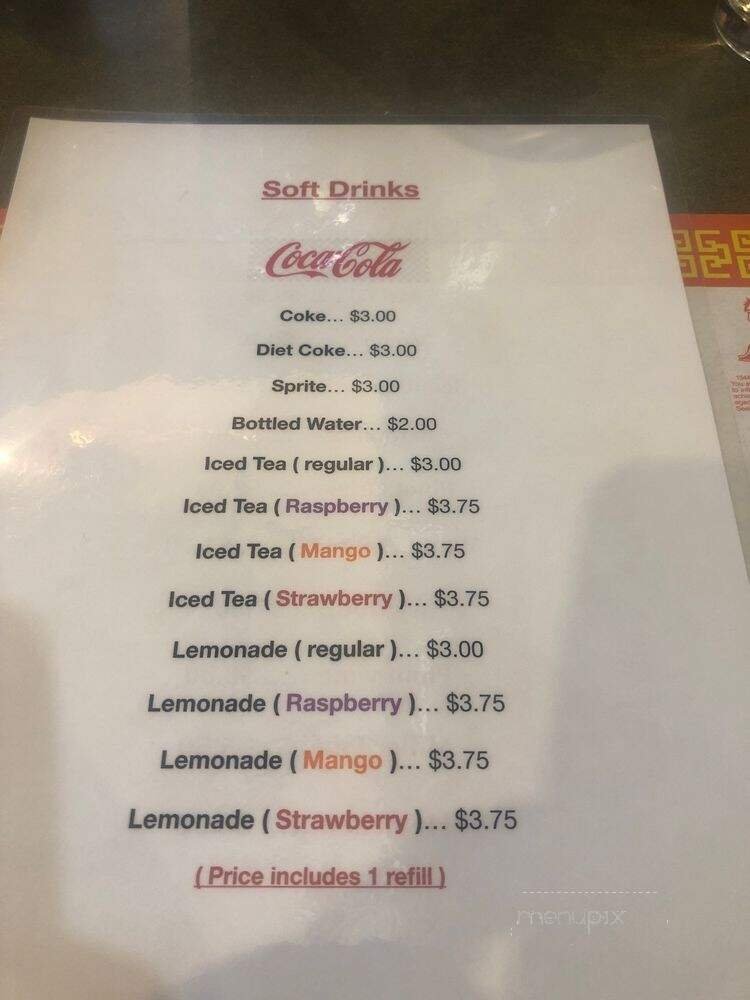 Soft Drinks
Coca-Cola
Coke... $3.00
Diet Coke... $3.00
Sprite... $3.00
Bottled Water... $2.00
Iced Tea ( regular )... $3.00
Iced Tea ( Raspberry )... $3.75
Iced Tea ( Mango )... $3.75
Iced Tea ( Strawberry )... $3.75
Lemonade ( regular )... $3.00
Lemonade ( Raspberry )... $3.75
Lemonade ( Mango )... $3.75
Lemonade ( Strawberry )... $3.75
( Price includes 1 refill )
menupix